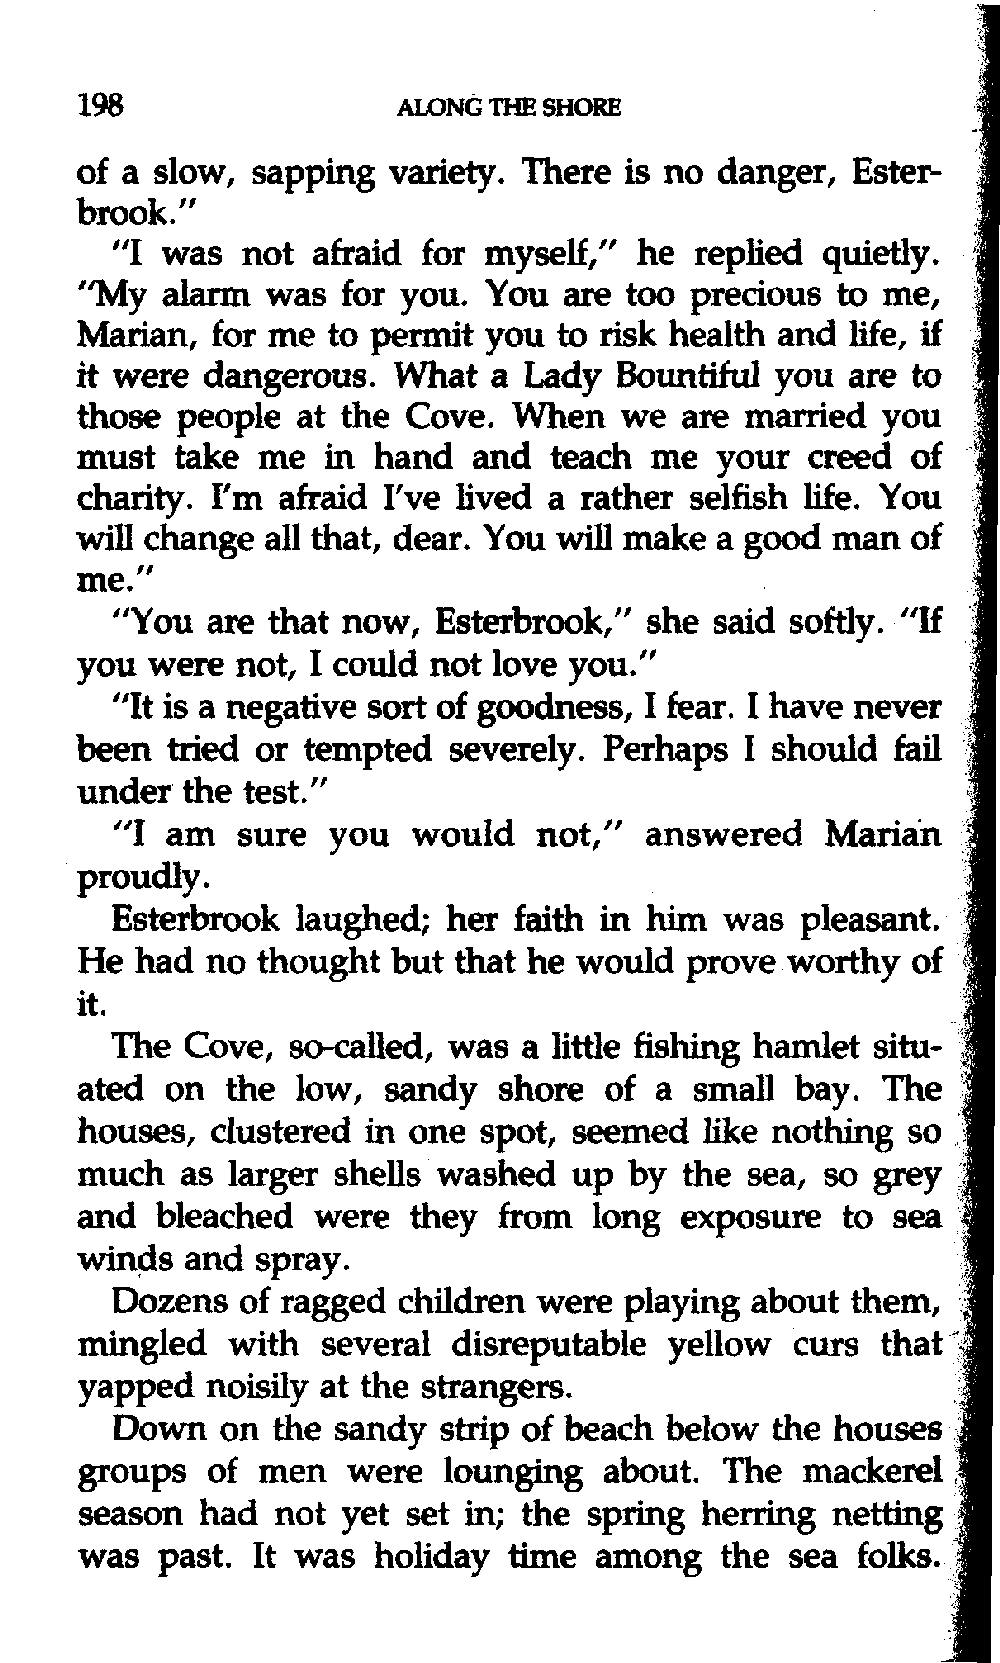 198 ALONG THE SHORE
of a slow, sapping variety. There is no danger, Ester-
brook."
"I was not afraid for myself," he replied quietly.
"My alarm was for you. You are too precious to me,
Marian, for me to permit you to risk health and life, if
it were dangerous. What a Lady Bountiful you are to
those people at the Cove. When we are married you
must take me in hand and teach me your creed of
charity. I'm afraid I've lived a rather selfish life. You
will change all that, dear. You will make a good man of
me."
"You are that now, Esterbrook," she said softly. "If
you were not, I could not love you."
"It is a negative sort of goodness, I fear. I have never
been tried or tempted severely. Perhaps I should fail
under the test."
"I am sure you would not," answered Marian
proudly.
Esterbrook laughed; her faith in him was pleasant.
He had no thought but that he would prove worthy of
it.
The Cove, so-called, was a little fishing hamlet situ-
ated on the low, sandy shore of a small bay. The
houses, clustered in one spot, seemed like nothing so
much as larger shells washed up by the sea, so grey
and bleached were they from long exposure to sea
winds and spray.
Dozens of ragged children were playing about them,
mingled with several disreputable yellow curs that
yapped noisily at the strangers.
Down on the sandy strip of beach below the houses
groups of men were lounging about. The mackerel
season had not yet set in; the spring herring netting
was past. It was holiday time among the sea folks.